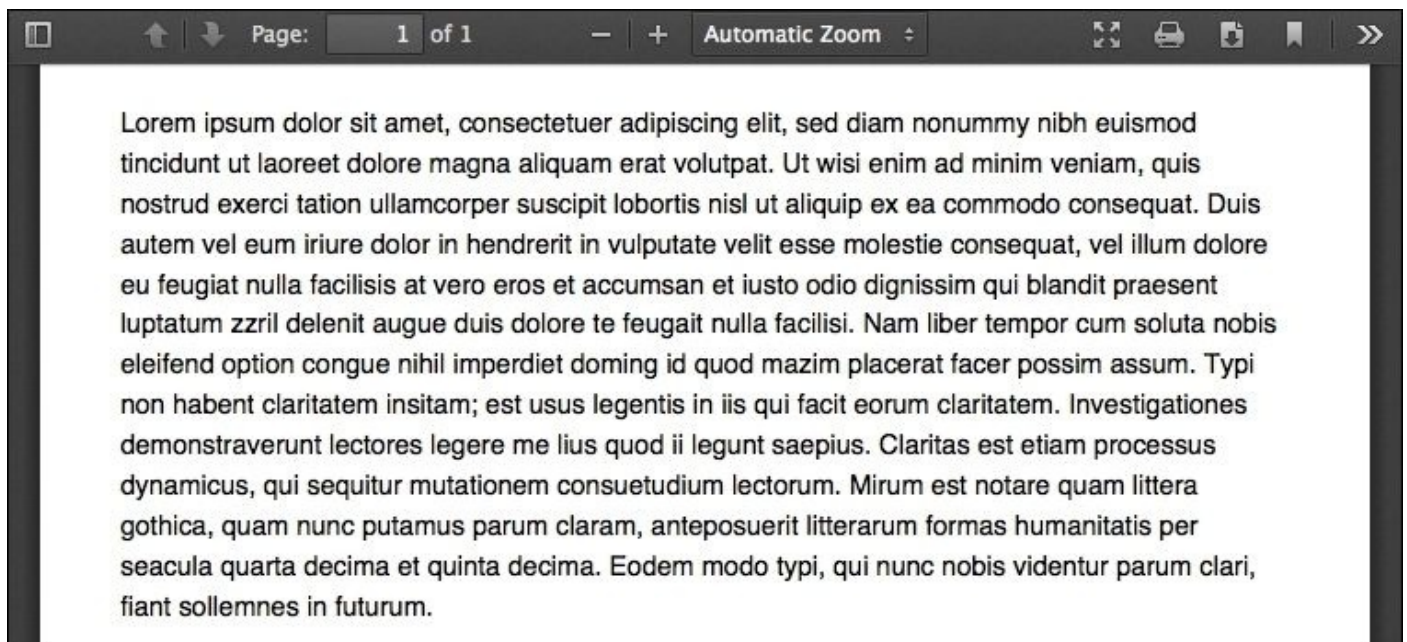 Page: 1 of 1 Automatic Zoom
Lorem ipsum dolor sit amet, consectetuer adipiscing elit, sed diam nonummy nibh euismod
tincidunt ut laoreet dolore magna aliquam erat volutpat. Ut wisi enim ad minim veniam, quis
nostrud exerci tation ullamcorper suscipit lobortis nisl ut aliquip ex ea commodo consequat. Duis
autem vel eum iriure dolor in hendrerit in vulputate velit esse molestie consequat, vel illum dolore
eu feugiat nulla facilisis at vero eros et accumsan et iusto odio dignissim qui blandit praesent
luptatum zzril delenit augue duis dolore te feugait nulla facilisi. Nam liber tempor cum soluta nobis
eleifend option congue nihil imperdiet doming id quod mazim placerat facer possim assum. Typi
non habent claritatem insitam; est usus legentis in iis qui facit eorum claritatem. Investigationes
demonstraverunt lectores legere me lius quod ii legunt saepius. Claritas est etiam processus
dynamicus, qui sequitur mutationem consuetudium lectorum. Mirum est notare quam littera
gothica, quam nunc putamus parum claram, anteposuerit litterarum formas humanitatis per
seacula quarta decima et quinta decima. Eodem modo typi, qui nunc nobis videntur parum clari,
fiant sollemnes in futurum.